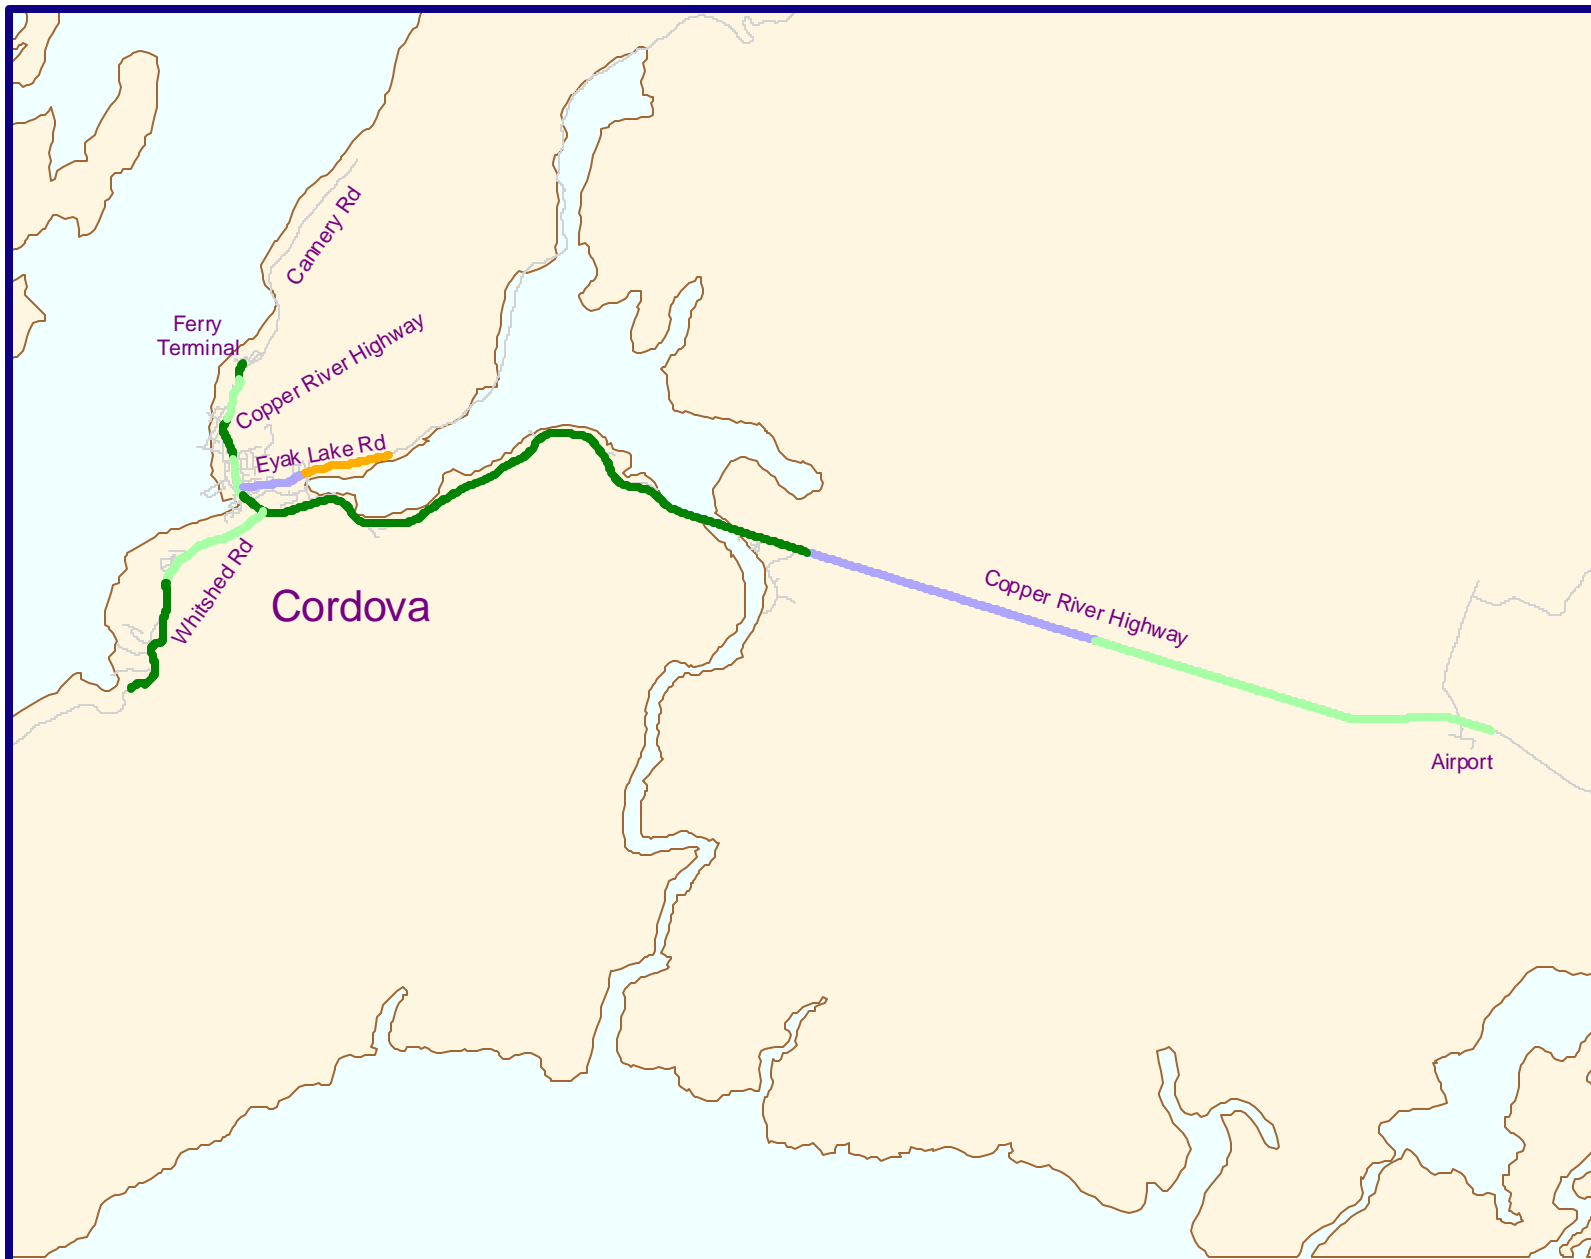 Cannery Rd
Ferry
Terminal
Copper River Highway
Eyak Lake Rd
Whitshed Rd
Cordova
Copper River Highway
Airport